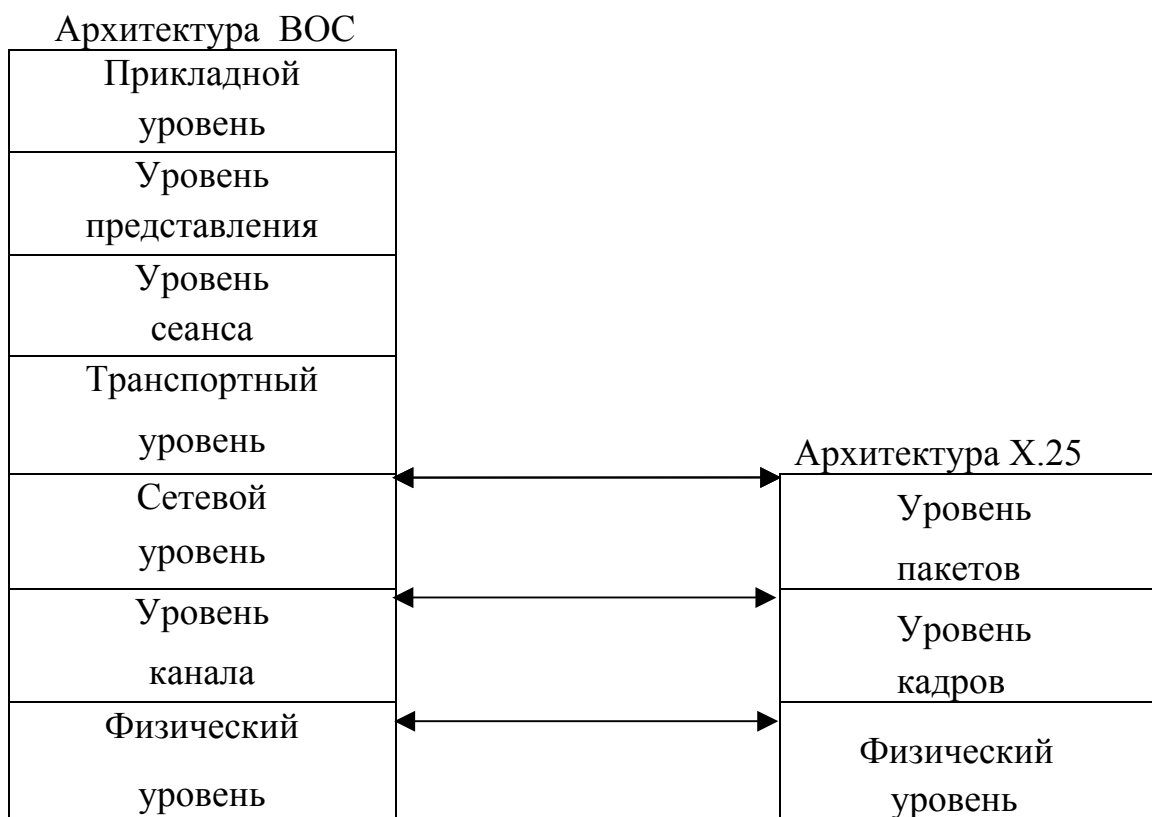 Архитектура ВОС
Прикладной
уровень
Уровень
представления
Уровень
сеанса
Транспортный
уровень
Сетевой
уровень
Уровень
канала
Физический
уровень
Архитектура Х.25
Уровень
пакетов
Уровень
кадров
Физический
уровень